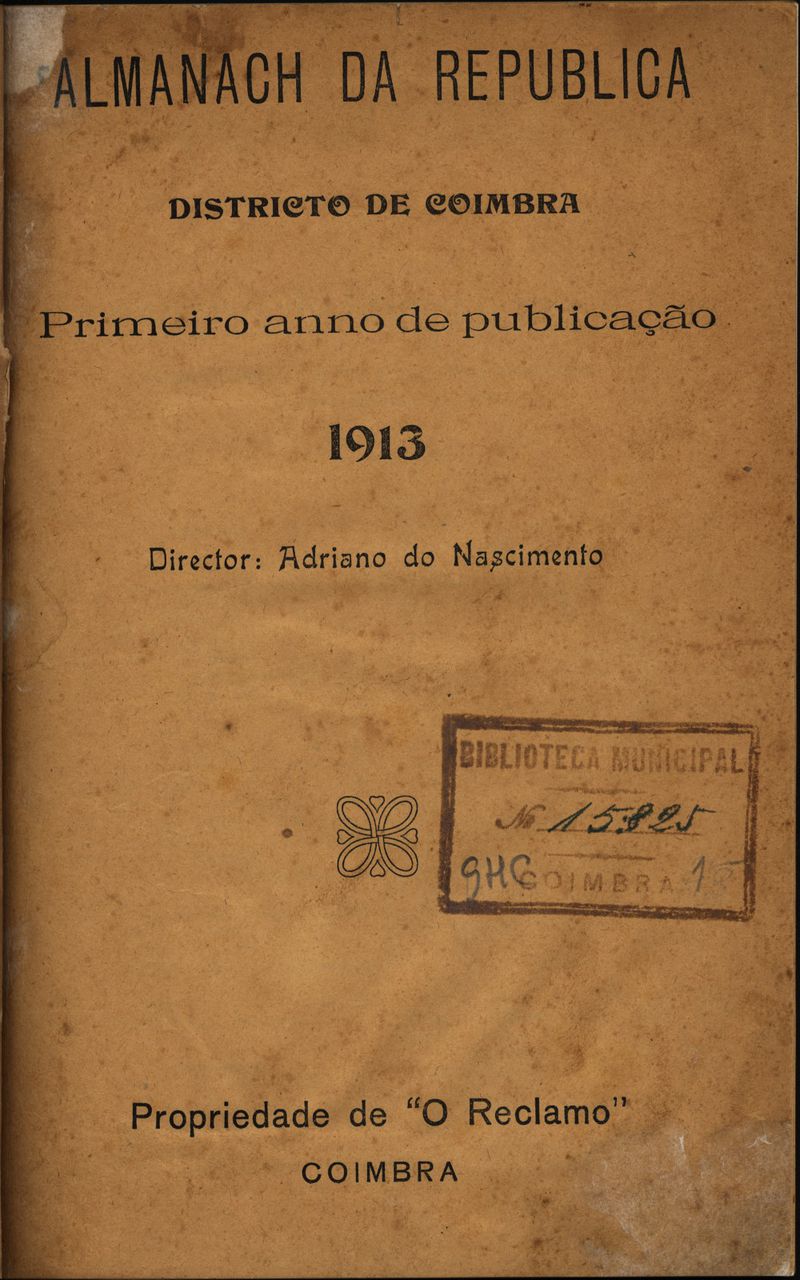 ALMANACH DA REPUBLICA
DISTRICTO DE COIMBRA
Primeiro anno de publicação
1913
Director: Adriano do Nascimento
BIBLIOTECA MUNICIPAL
Nº
COIMBRA
Propriedade de “O Reclamo”
COIMBRA